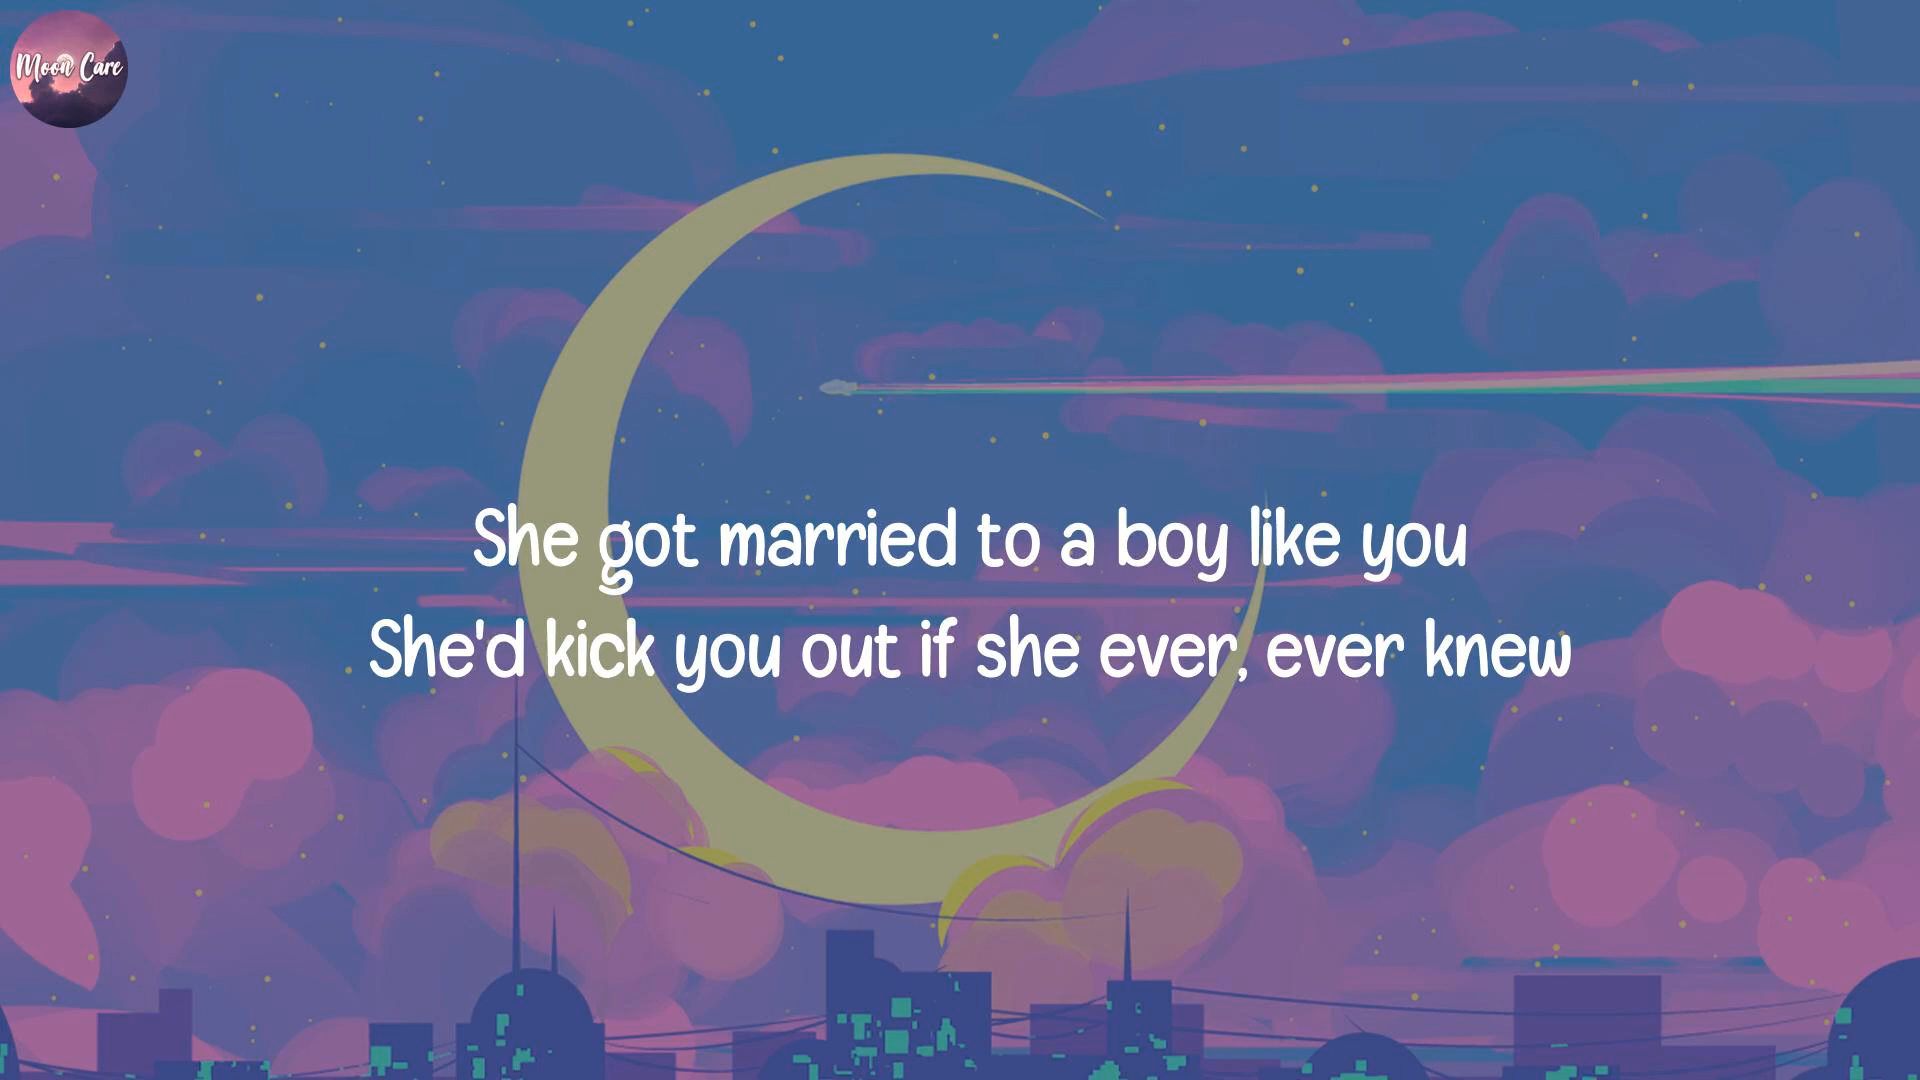 Moon Care
She got married to a boy like you
She'd kick you out if she ever, ever knew